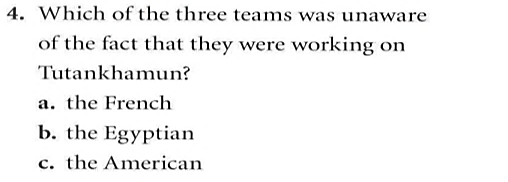 4. Which of the three teams was unaware
of the fact that they were working on
Tutankhamun?
a. the French
b. the Egyptian
c. the American